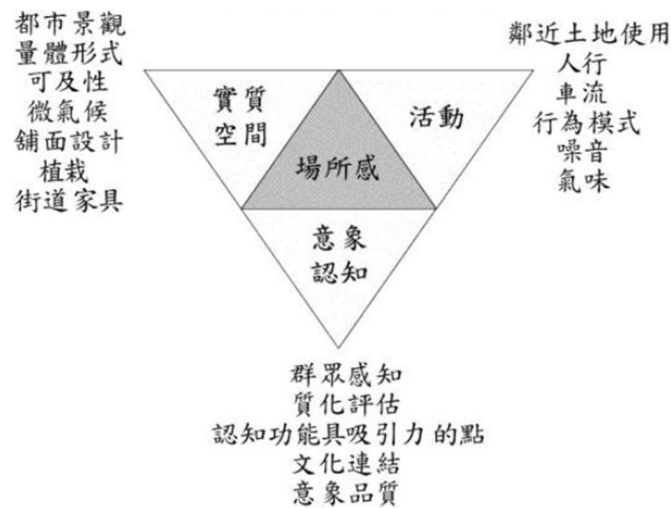 都市景觀
量體形式
可及性
微氣候
舖面設計
植栽
街道家具
實質
空間
場所感
活動
意象
認知
鄰近土地使用
人行
車流
行為模式
噪音
氣味
群眾感知
質化評估
認知功能具吸引力的點
文化連結
意象品質